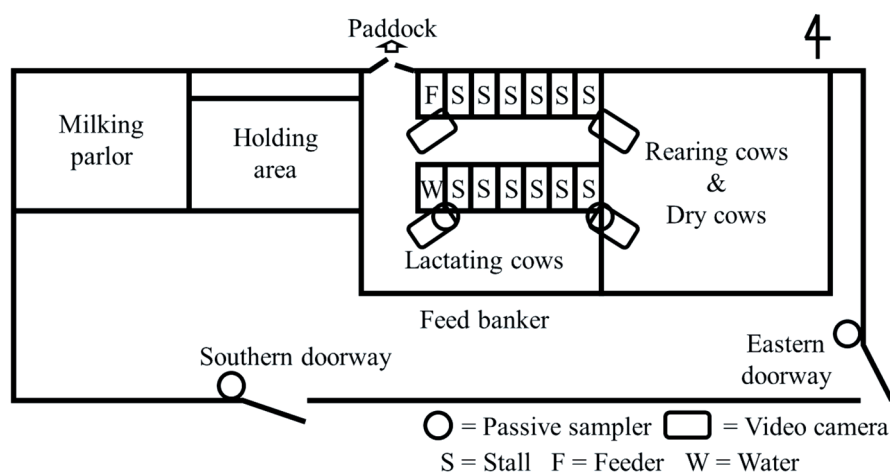 Paddock
F S S S S S S
Milking
parlor
Holding
area
Rearing cows
&
Dry cows
W S S S S S S
Lactating cows
Feed banker
Southern doorway
Eastern
doorway
= Passive sampler = Video camera
S = Stall F = Feeder W = Water